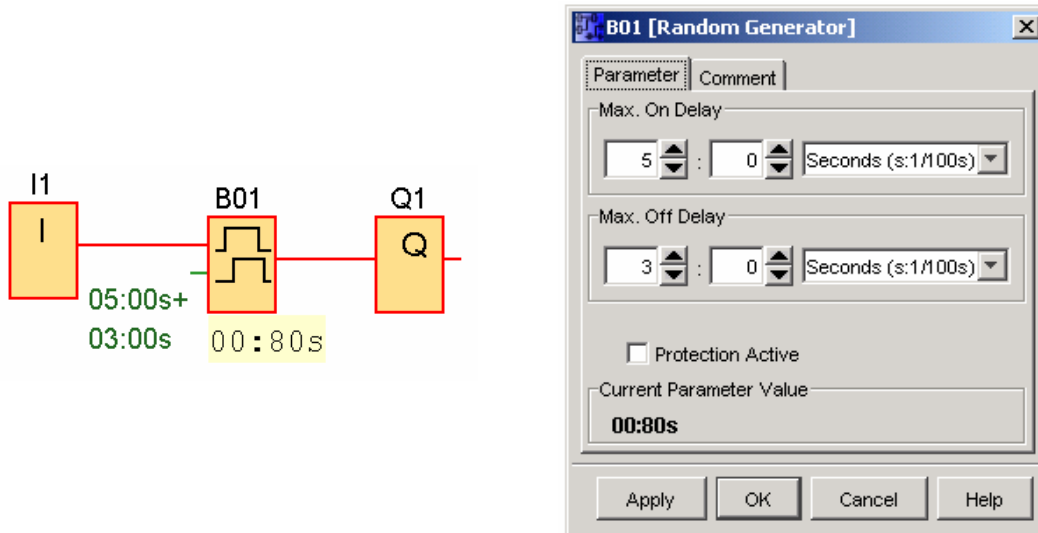 I1
I
B01
Q1
Q
05:00s+
03:00s
00:80s
B01 [Random Generator]
Parameter
Comment
Max. On Delay
5 : 0 Seconds (s:1/100s)
Max. Off Delay
3 : 0 Seconds (s:1/100s)
Protection Active
Current Parameter Value
00:80s
Apply OK Cancel Help